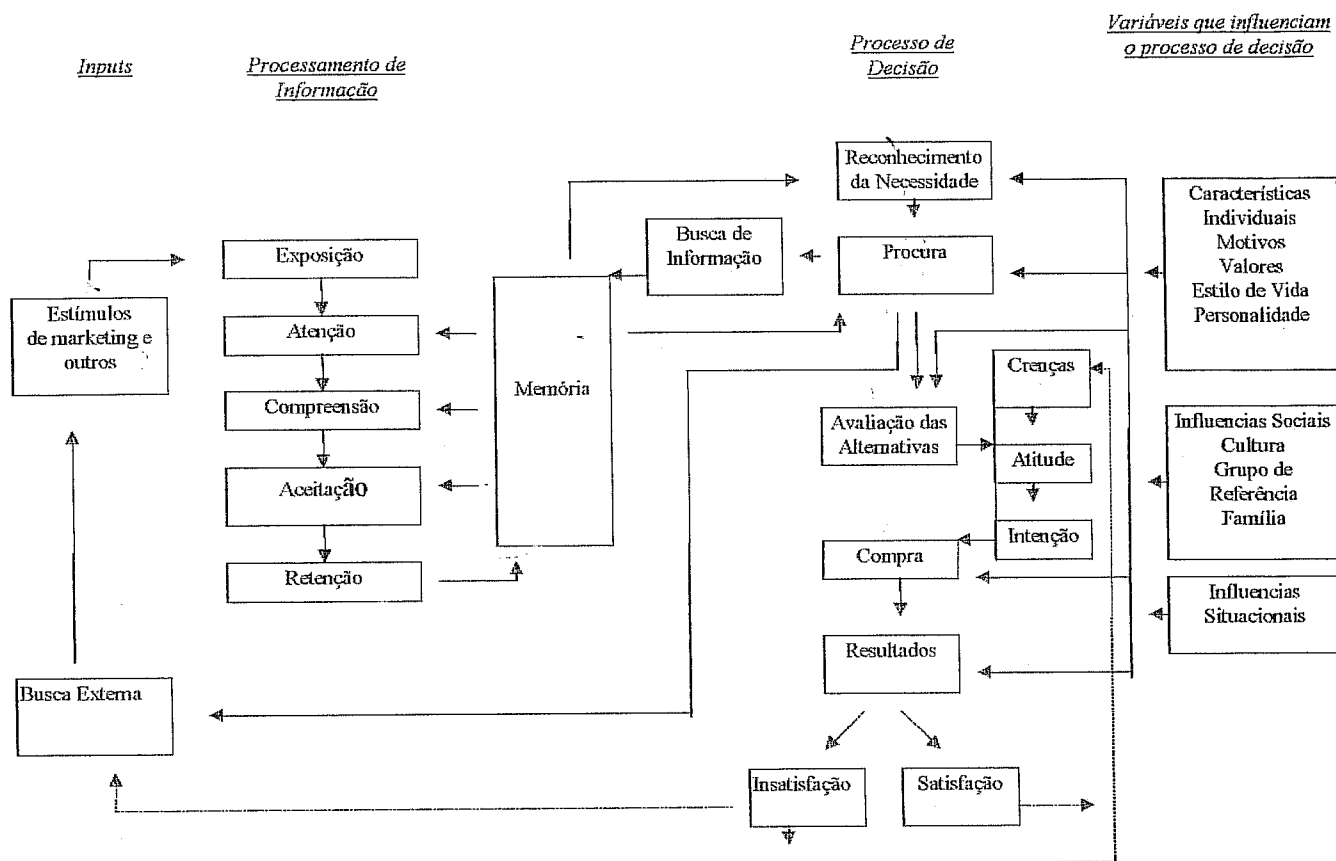 Inputs
Processamento de
Informação
Processo de
Decisão
Variáveis que influenciam
o processo de decisão
Estímulos
de marketing e
outros
Busca Externa
Exposição
Atenção
Compreensão
Aceitação
Retenção
Memória
Busca de
Informação
Reconhecimento
da Necessidade
Procura
Avaliação das
Alternativas
Crenças
Atitude
Intenção
Compra
Resultados
Insatisfação
Satisfação
Características
Individuais
Motivos
Valores
Estilo de Vida
Personalidade
Influencias Sociais
Cultura
Grupo de
Referência
Família
Influencias
Situacionais